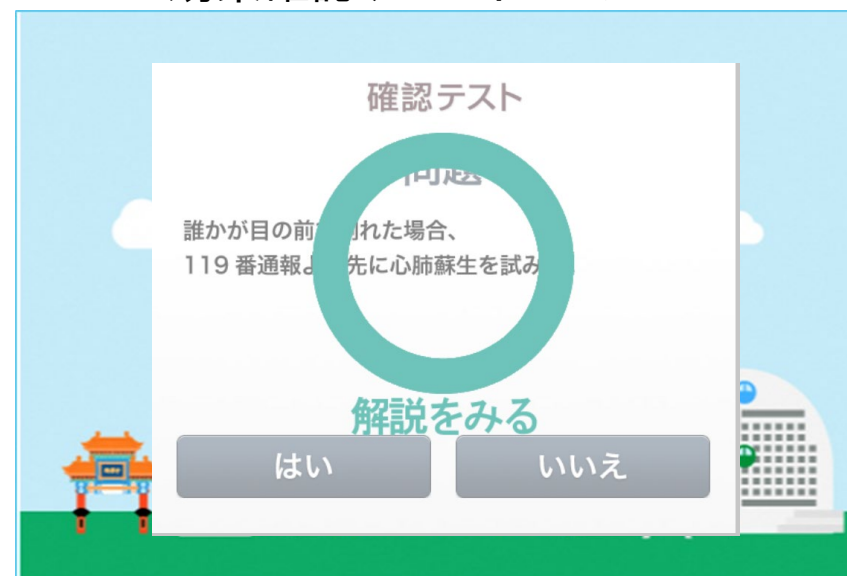 確認テスト
問題
誰かが目の前 れた場合、
119 番通報よ 先に心肺蘇生を試み
解説をみる
はい
いいえ